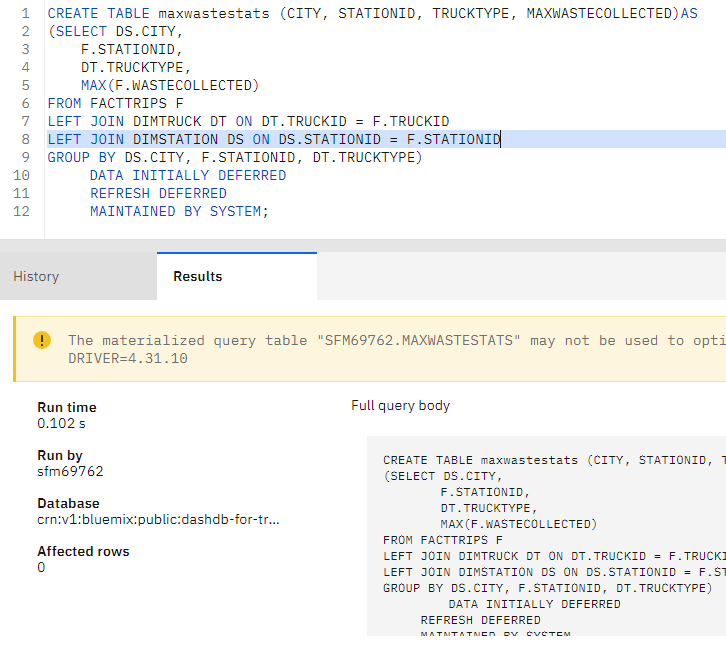 1 CREATE TABLE maxwastestats (CITY, STATIONID, TRUCKTYPE, MAXWASTECOLLECTED)AS
2 (SELECT DS.CITY,
3 F.STATIONID,
4 DT.TRUCKTYPE,
5 MAX(F.WASTECOLLECTED)
6 FROM FACTTRIPS F
7 LEFT JOIN DIMTRUCK DT ON DT.TRUCKID = F.TRUCKID
8 LEFT JOIN DIMSTATION DS ON DS.STATIONID = F.STATIONID
9 GROUP BY DS.CITY, F.STATIONID, DT.TRUCKTYPE)
10 DATA INITIALLY DEFERRED
11 REFRESH DEFERRED
12 MAINTAINED BY SYSTEM;
History Results
The materialized query table "SFM69762.MAXWASTESTATS" may not be used to opti
DRIVER=4.31.10
Run time
0.102 s
Run by
sfm69762
Database
crn:v1:bluemix:public:dashdb-for-tr...
Affected rows
0
Full query body
CREATE TABLE maxwastestats (CITY, STATIONID, T
(SELECT DS.CITY,
F.STATIONID,
DT.TRUCKTYPE,
MAX(F.WASTECOLLECTED)
FROM FACTTRIPS F
LEFT JOIN DIMTRUCK DT ON DT.TRUCKID = F.TRUCKI
LEFT JOIN DIMSTATION DS ON DS.STATIONID = F.ST
GROUP BY DS.CITY, F.STATIONID, DT.TRUCKTYPE)
DATA INITIALLY DEFERRED
REFRESH DEFERRED
MAINTAINED BY SYSTEM